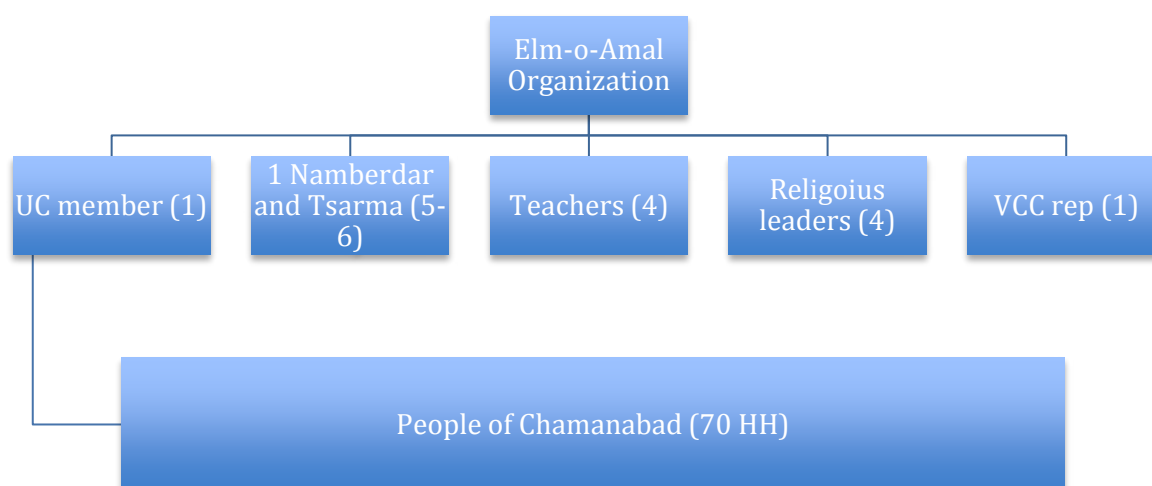 Elm-o-Amal
Organization
UC member (1)
1 Namberdar
and Tsarma (5-
6)
Teachers (4)
Religoius
leaders (4)
VCC rep (1)
People of Chamanabad (70 HH)